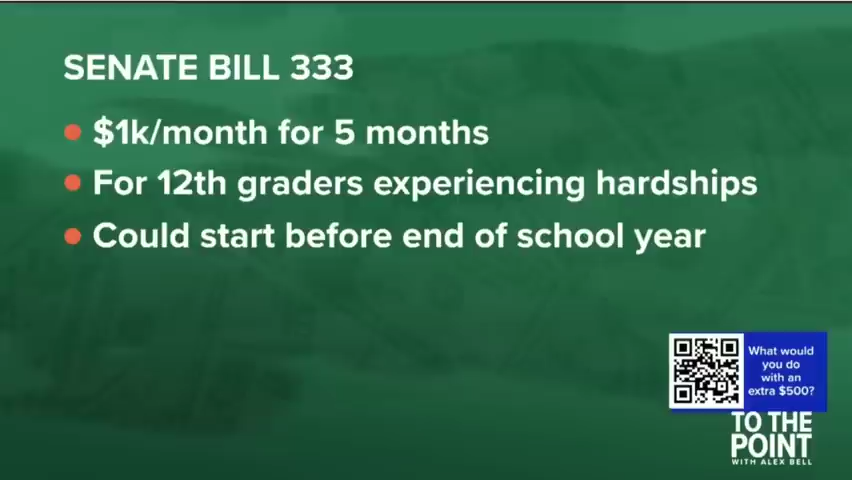 SENATE BILL 333
$1k/month for 5 months
For 12th graders experiencing hardships
Could start before end of school year
What would
you do
with an
extra $500?
TO THE
POINT
WITH ALEX BELL